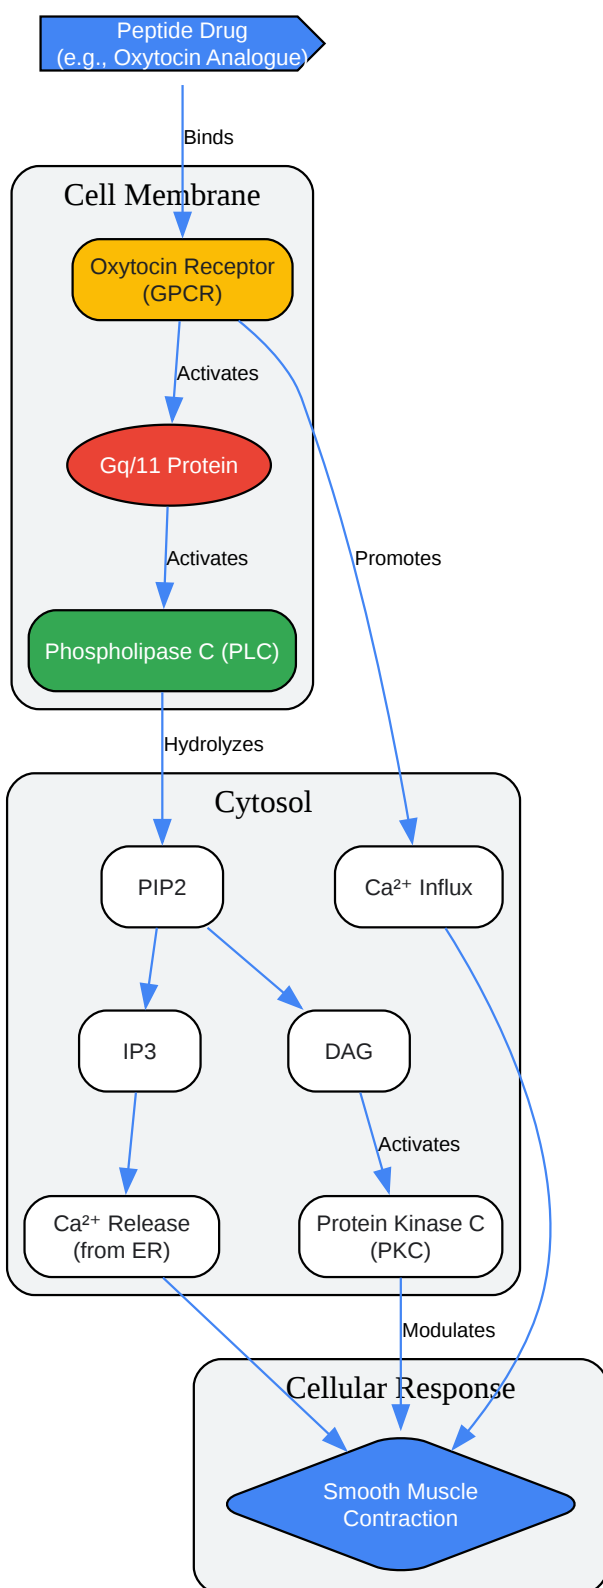 Peptide Drug
(e.g., Oxytocin Analogue)
Binds
Cell Membrane
Oxytocin Receptor
(GPCR)
Activates
Gq/11 Protein
Activates
Promotes
Phospholipase C (PLC)
Hydrolyzes
Cytosol
PIP2
Ca²⁺ Influx
IP3
DAG
Activates
Ca²⁺ Release
(from ER)
Protein Kinase C
(PKC)
Modulates
Cellular Response
Smooth Muscle
Contraction